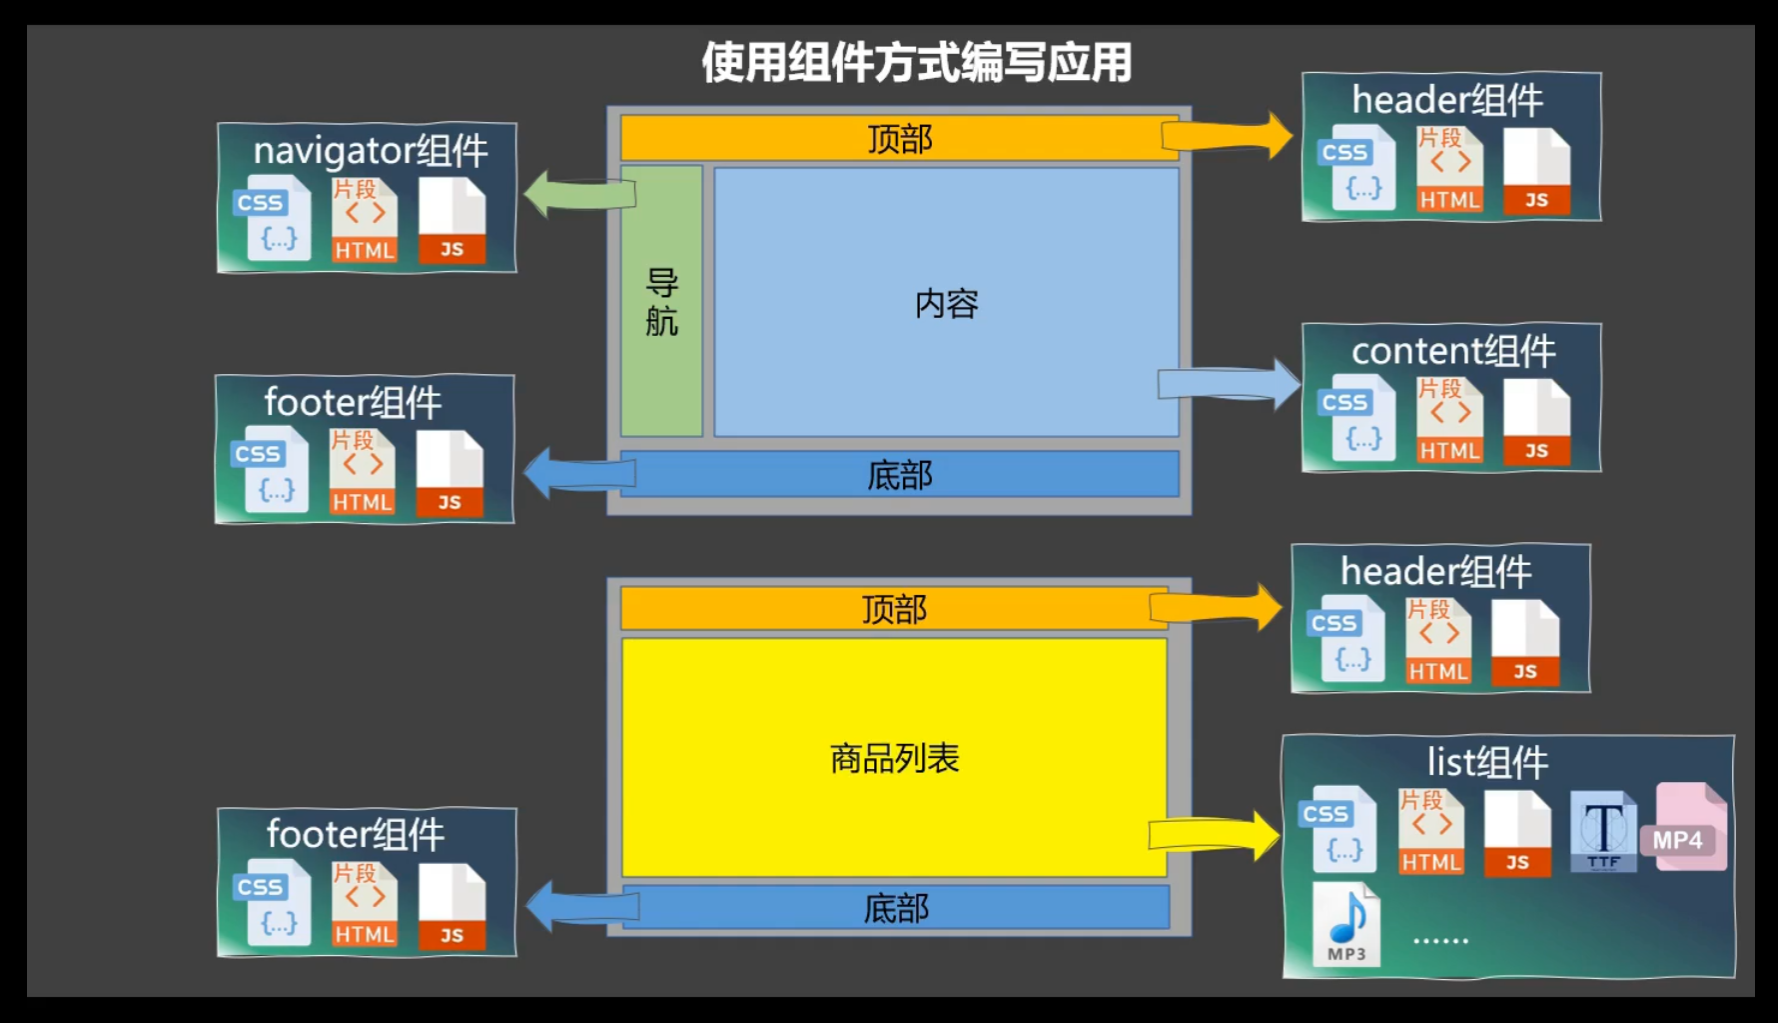 使用组件方式编写应用
navigator组件
CSS
{...}
片段
< >
HTML
JS
顶部
导航
内容
底部
header组件
CSS
{...}
片段
< >
HTML
JS
footer组件
CSS
{...}
片段
< >
HTML
JS
content组件
CSS
{...}
片段
< >
HTML
JS
顶部
商品列表
底部
header组件
CSS
{...}
片段
< >
HTML
JS
footer组件
CSS
{...}
片段
< >
HTML
JS
list组件
CSS
{...}
片段
< >
HTML
JS
T
TTF
MP4
MP3
......